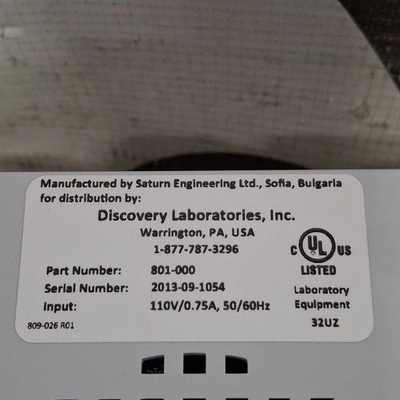 Manufactured by Saturn Engineering Ltd., Sofia, Bulgaria
for distribution by:
Discovery Laboratories, Inc.
Warrington, PA, USA
1-877-787-3296
Part Number: 801-000
Serial Number: 2013-09-1054
Input: 110V/0.75A, 50/60Hz
809-026 R01
C UL US
LISTED
Laboratory
Equipment
32UZ